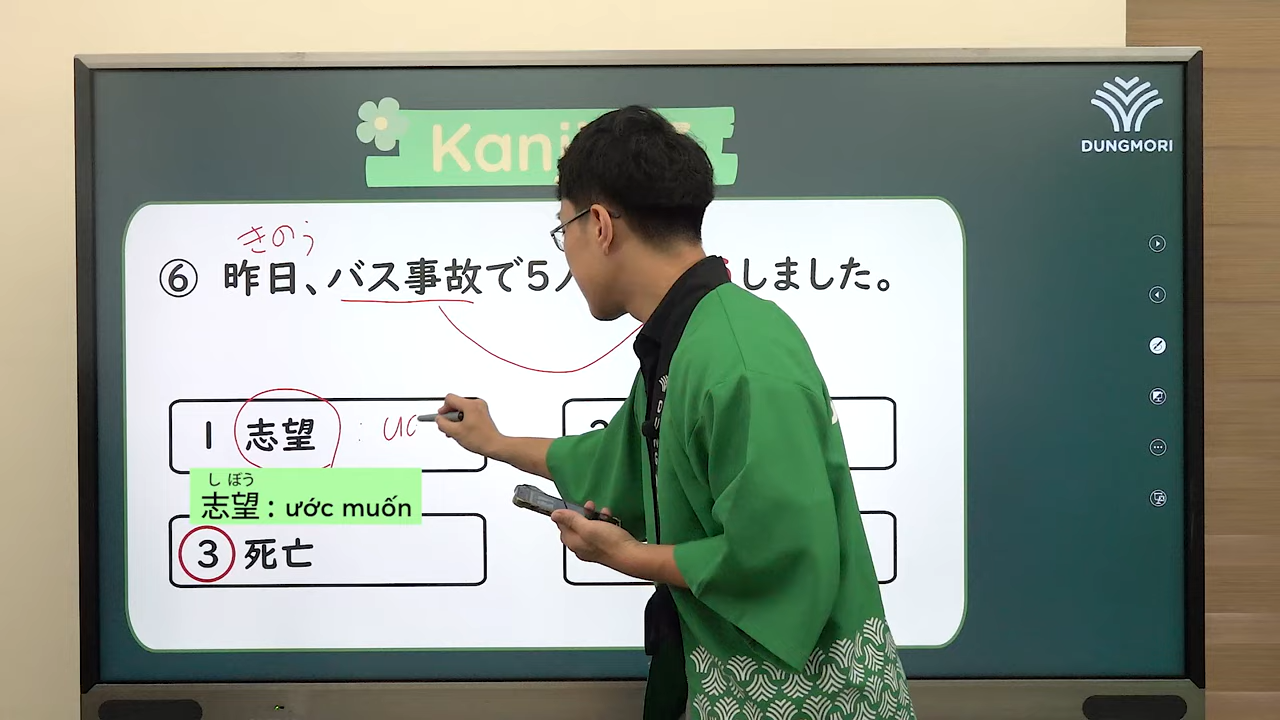 Kanji
DUNGMORI
きのう
⑥ 昨日、バス事故で5人 しました。
1 志望 : ư
し ぼう
志望 : ước muốn
3 死亡